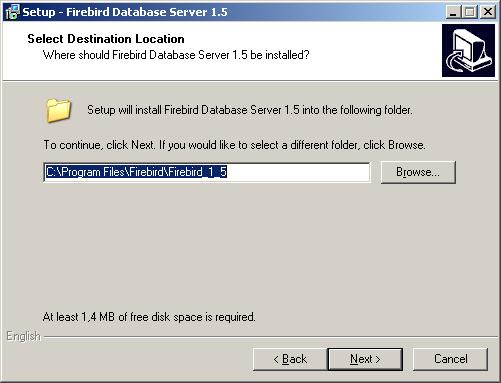 Setup - Firebird Database Server 1.5
Select Destination Location
Where should Firebird Database Server 1.5 be installed?
Setup will install Firebird Database Server 1.5 into the following folder.
To continue, click Next. If you would like to select a different folder, click Browse.
C:\Program Files\Firebird\Firebird_1_5
Browse...
At least 1,4 MB of free disk space is required.
English
< Back
Next >
Cancel